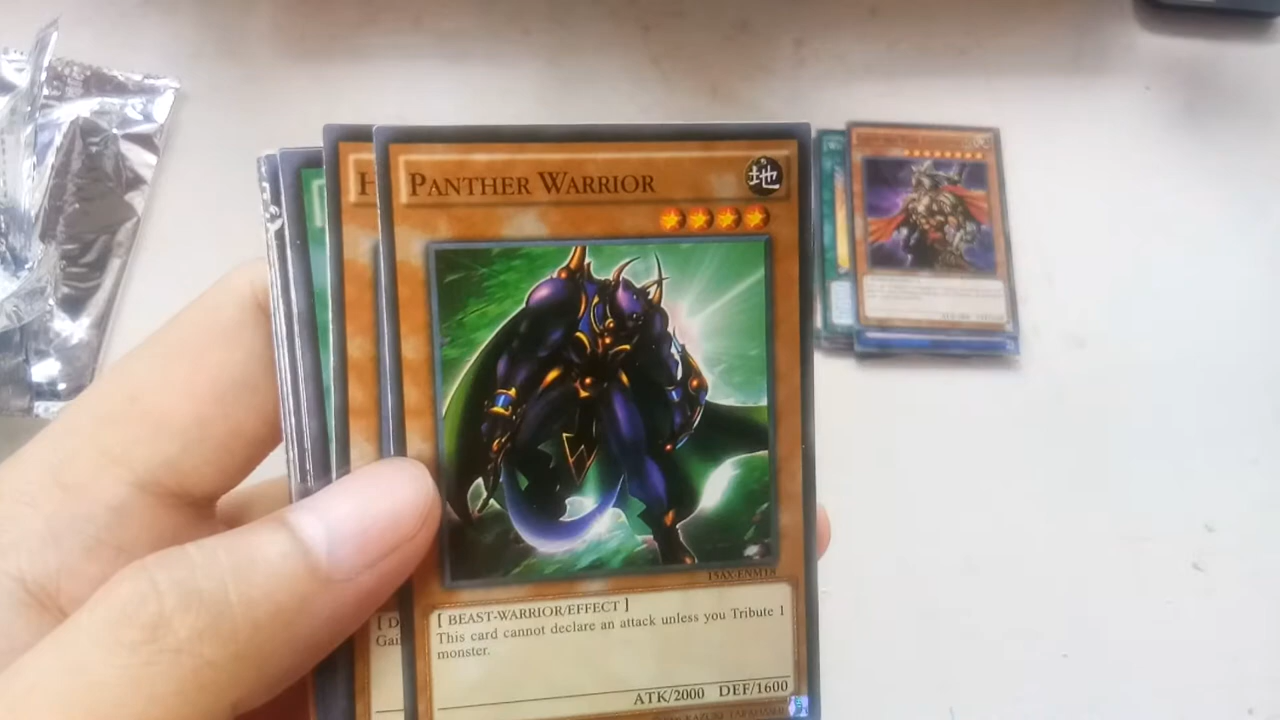 PANTHER WARRIOR
地
H
15AX-ENM18
[ BEAST-WARRIOR/EFFECT ]
This card cannot declare an attack unless you Tribute 1
monster.
ATK/2000 DEF/1600
[ D
Gai